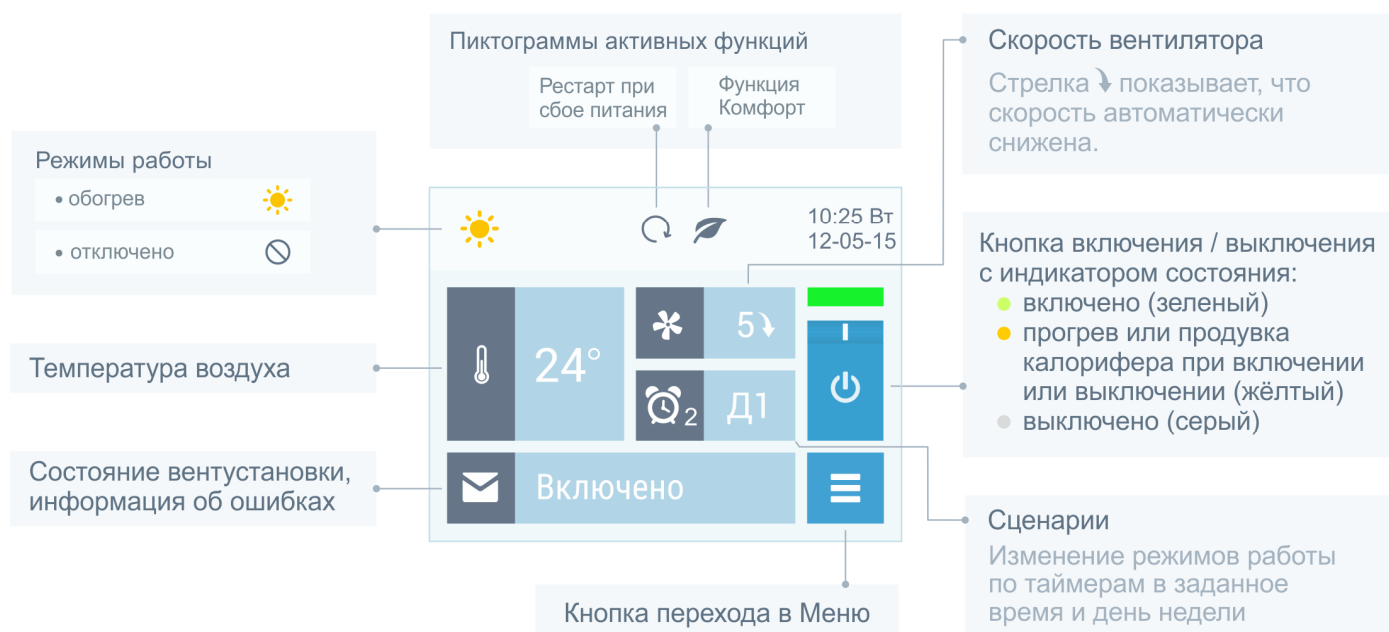 Пиктограммы активных функций
Рестарт при
сбое питания
Функция
Комфорт
Скорость вентилятора
Стрелка показывает, что
скорость автоматически
снижена.
Режимы работы
• обогрев
• отключено
10:25 Вт
12-05-15
Кнопка включения / выключения
с индикатором состояния:
включено (зеленый)
прогрев или продувка
калорифера при включении
или выключении (жёлтый)
выключено (серый)
Температура воздуха
24°
5
2
Д1
Состояние вентустановки,
информация об ошибках
Включено
Сценарии
Изменение режимов работы
по таймерам в заданное
время и день недели
Кнопка перехода в Меню